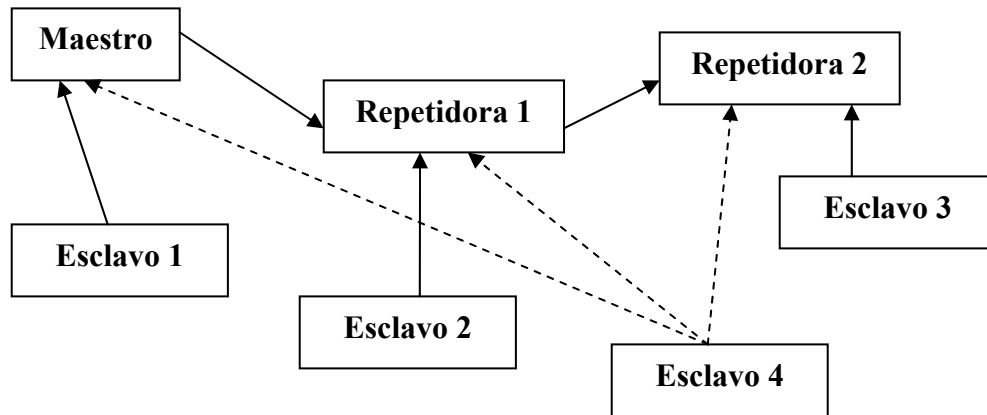 Maestro
Repetidora 1
Repetidora 2
Esclavo 1
Esclavo 2
Esclavo 3
Esclavo 4